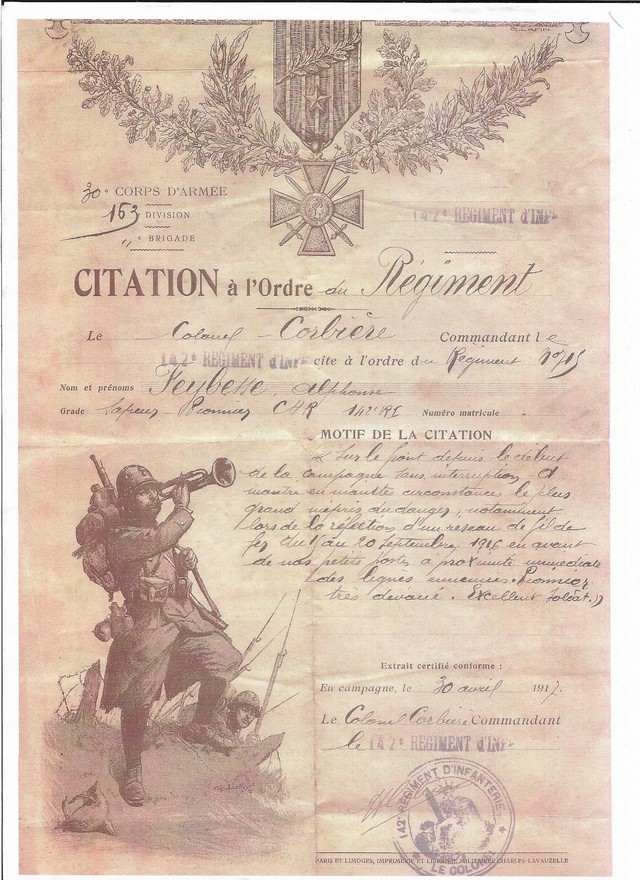 30e CORPS D'ARMÉE
163 DIVISION
" e BRIGADE
142e REGIMENT d'INFie
CITATION à l'Ordre du Régiment
Le Colonel Corbière Commandant le
142e REGIMENT d'INFie cite à l'ordre du Régiment No
Nom et prénoms Feybesse Alphonse
Grade Sapeur Pionnier CHR 142e RI Numéro matricule
MOTIF DE LA CITATION
« Sur le front depuis le début
de la campagne sans interruption. A
montré en maintes circonstances le plus
grand mépris du danger, notamment
lors de la réfection d'un réseau de fil de
fer du au 20 septembre 1916 en avant
de nos petits postes à proximité immédiate
des lignes ennemies. Pionnier
très dévoué. Excellent soldat. »
Extrait certifié conforme :
En campagne, le 30 avril 1917.
Le Colonel Corbière Commandant
le 142e REGIMENT d'INFie
142e REGIMENT D'INFANTERIE
LE COLONEL
PARIS ET LIMOGES, IMPRIMERIE ET LIBRAIRIE MILITAIRES CHARLES-LAVAUZELLE